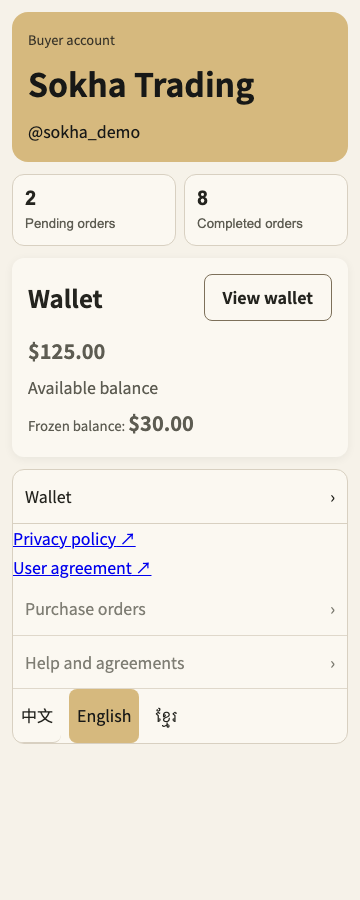 Buyer account
Sokha Trading
@sokha_demo
2
Pending orders
8
Completed orders
Wallet
View wallet
$125.00
Available balance
Frozen balance: $30.00
Wallet ›
Privacy policy ↗
User agreement ↗
Purchase orders ›
Help and agreements ›
中文 English ខ្មែរ